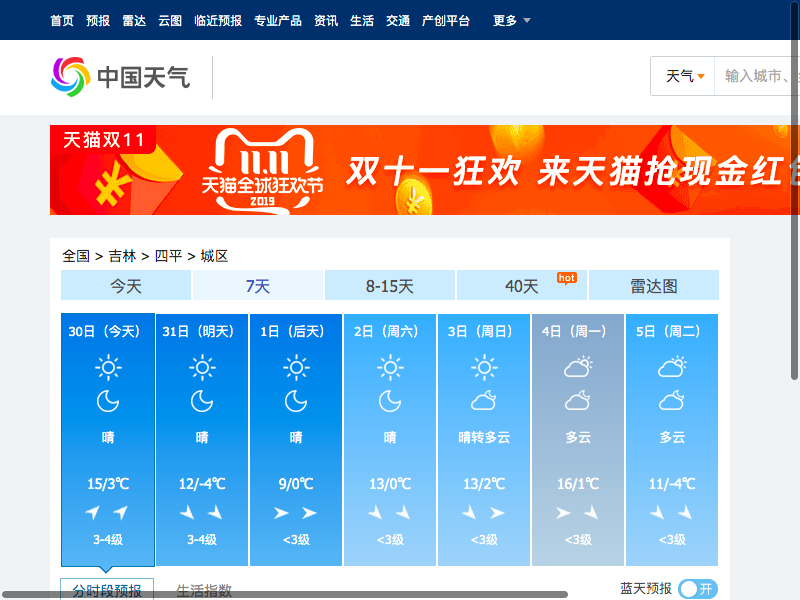 首页 预报 雷达 云图 临近预报 专业产品 资讯 生活 交通 产创平台 更多
中国天气
天气 输入城市、
天猫双11
天猫全球狂欢节
2019
双十一狂欢 来天猫抢现金红包
全国 > 吉林 > 四平 > 城区
今天 7天 8-15天 40天 hot 雷达图
30日（今天） 31日（明天） 1日（后天） 2日（周六） 3日（周日） 4日（周一） 5日（周二）
晴 晴 晴 晴 晴转多云 多云 多云
15/3℃ 12/-4℃ 9/0℃ 13/0℃ 13/2℃ 16/1℃ 11/-4℃
3-4级 3-4级 <3级 <3级 <3级 <3级 <3级
分时段预报 生活指数 蓝天预报 开